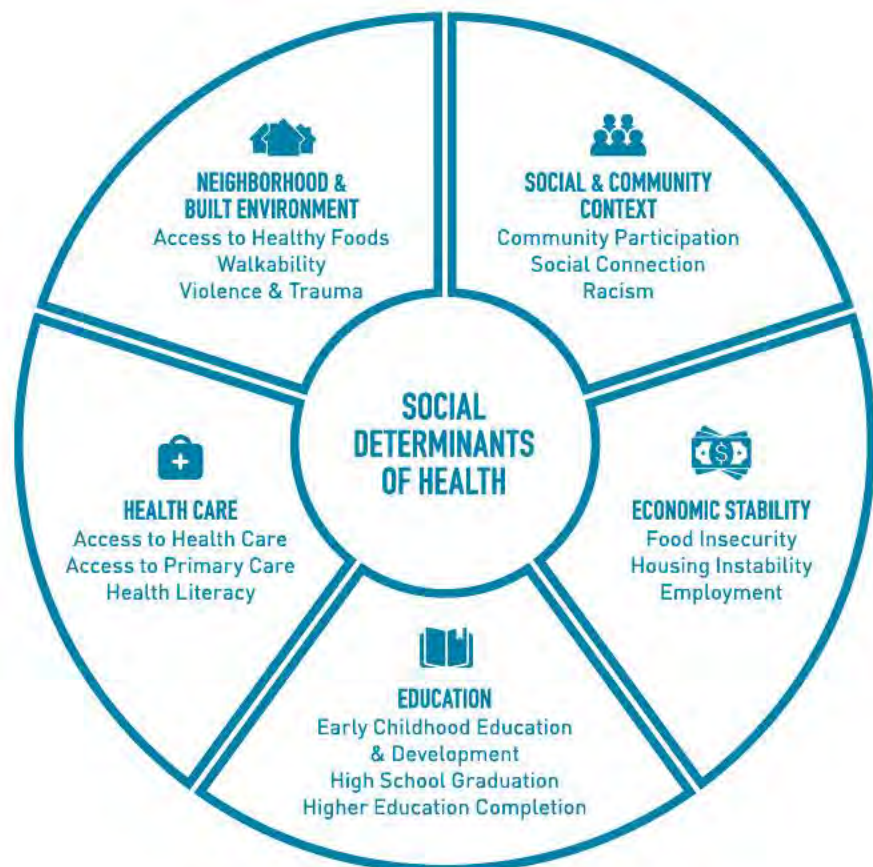 NEIGHBORHOOD &
BUILT ENVIRONMENT
Access to Healthy Foods
Walkability
Violence & Trauma
SOCIAL & COMMUNITY
CONTEXT
Community Participation
Social Connection
Racism
SOCIAL
DETERMINANTS
OF HEALTH
HEALTH CARE
Access to Health Care
Access to Primary Care
Health Literacy
$
ECONOMIC STABILITY
Food Insecurity
Housing Instability
Employment
EDUCATION
Early Childhood Education
& Development
High School Graduation
Higher Education Completion